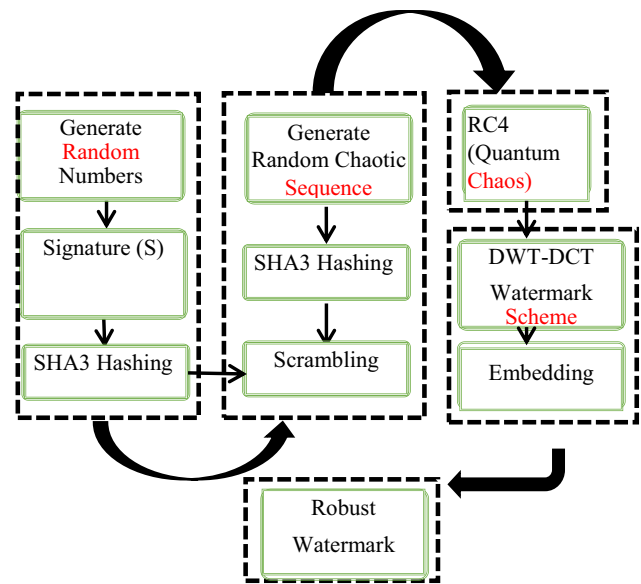 Generate
Random
Numbers
Signature (S)
SHA3 Hashing
Generate
Random Chaotic
Sequence
SHA3 Hashing
Scrambling
RC4
(Quantum
Chaos)
DWT-DCT
Watermark
Scheme
Embedding
Robust
Watermark